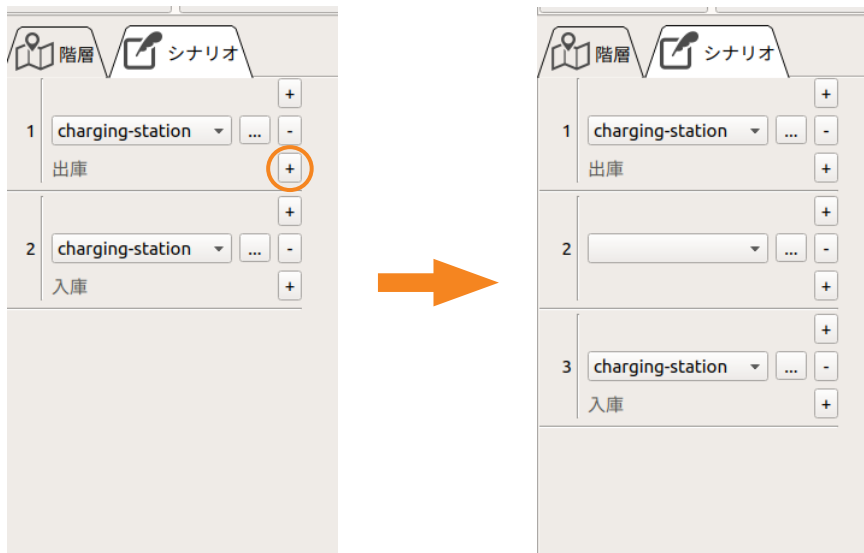 階層 シナリオ
+
1 charging-station ... -
出庫 +
+
2 charging-station ... -
入庫 +
階層 シナリオ
+
1 charging-station ... -
出庫 +
+
2 ... -
+
+
3 charging-station ... -
入庫 +